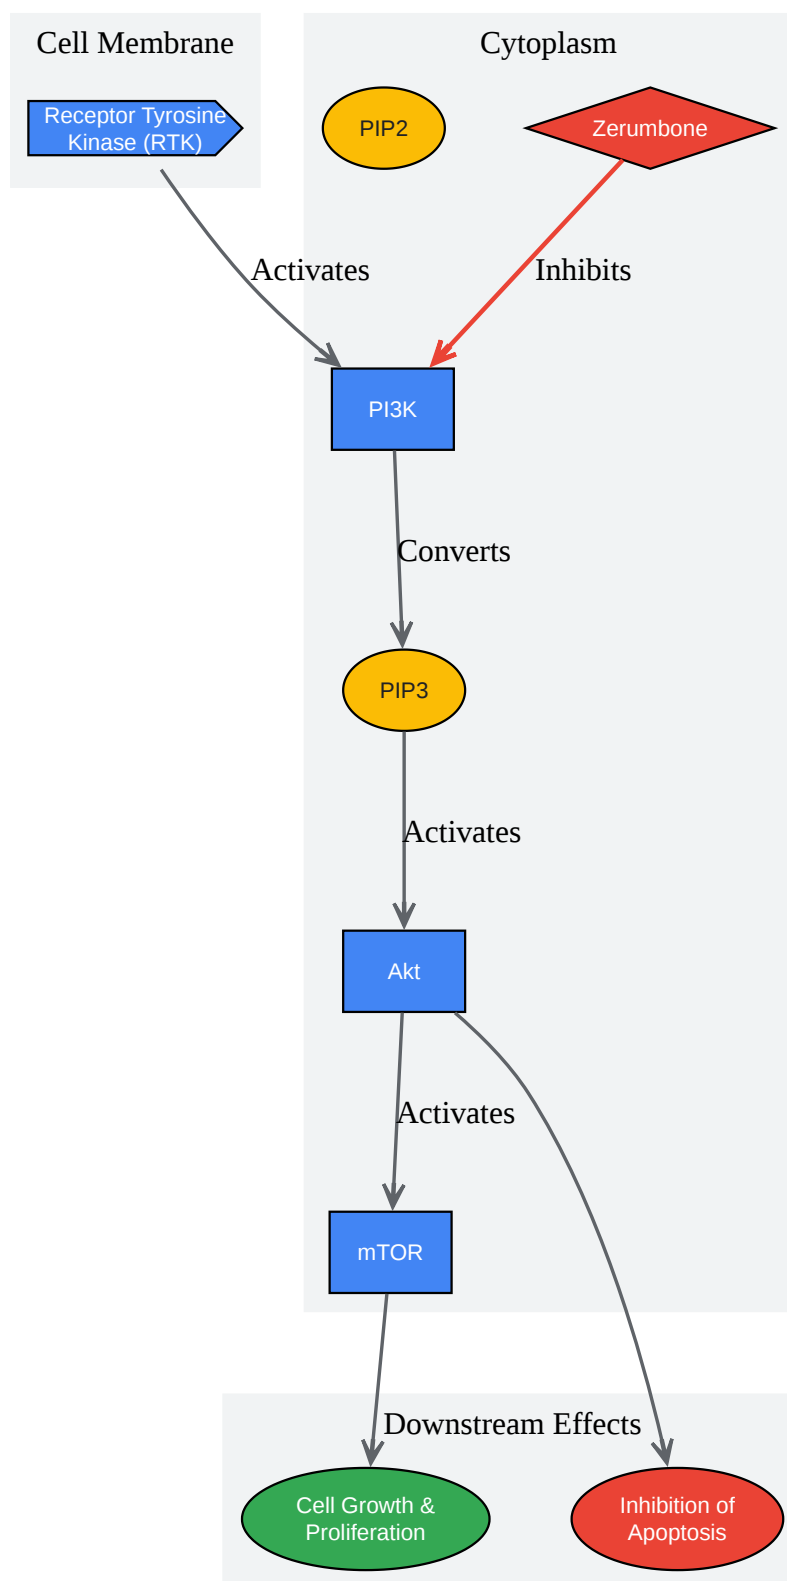 Cell Membrane
Cytoplasm
Receptor Tyrosine
Kinase (RTK)
PIP2
Zerumbone
Activates
Inhibits
PI3K
Converts
PIP3
Activates
Akt
Activates
mTOR
Downstream Effects
Cell Growth &
Proliferation
Inhibition of
Apoptosis